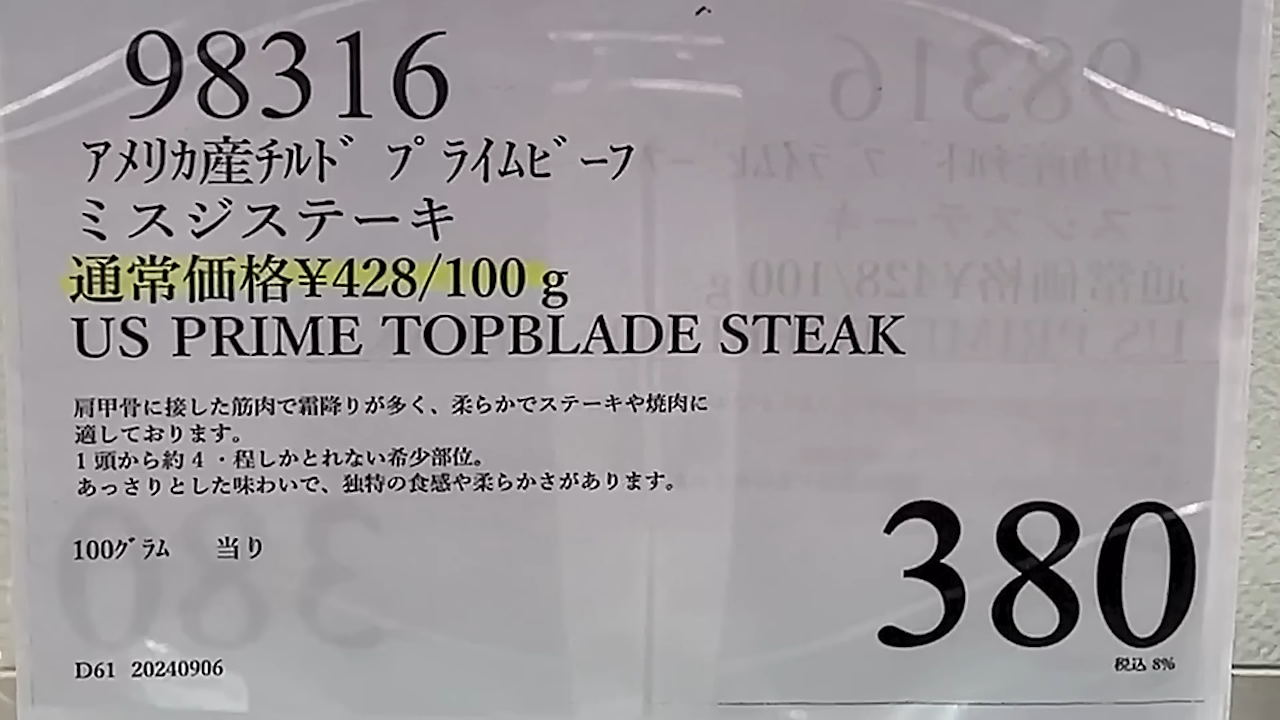 98316
ｱﾒﾘｶ産ﾁﾙﾄﾞ ﾌﾟﾗｲﾑﾋﾞｰﾌ
ミスジステーキ
通常価格¥428/100 g
US PRIME TOPBLADE STEAK
肩甲骨に接した筋肉で霜降りが多く、柔らかでステーキや焼肉に
適しております。
1頭から約4・程しかとれない希少部位。
あっさりとした味わいで、独特の食感や柔らかさがあります。
100ｸﾞﾗﾑ 当り
380
税込 8%
D61 20240906